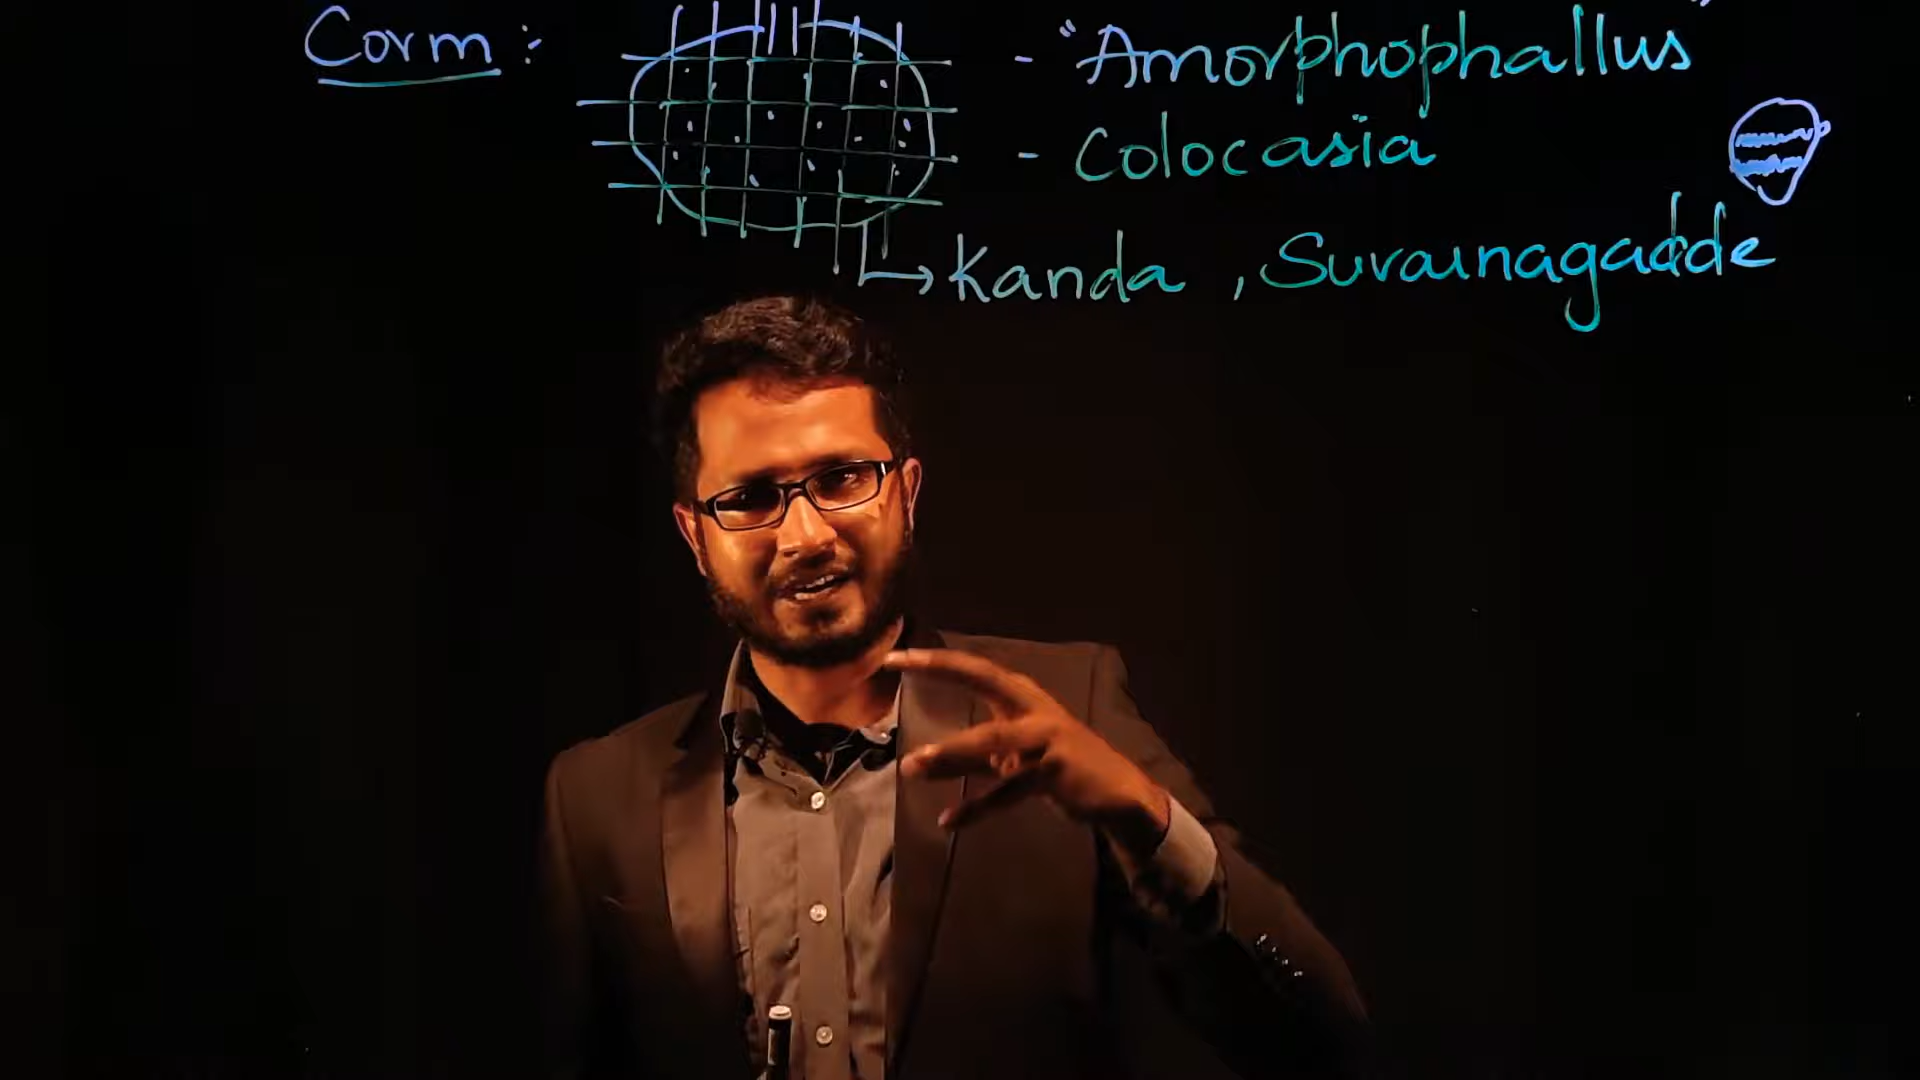 Corm :- - "Amorphophallus"
- Colocasia
Kanda , Suvarnagadde